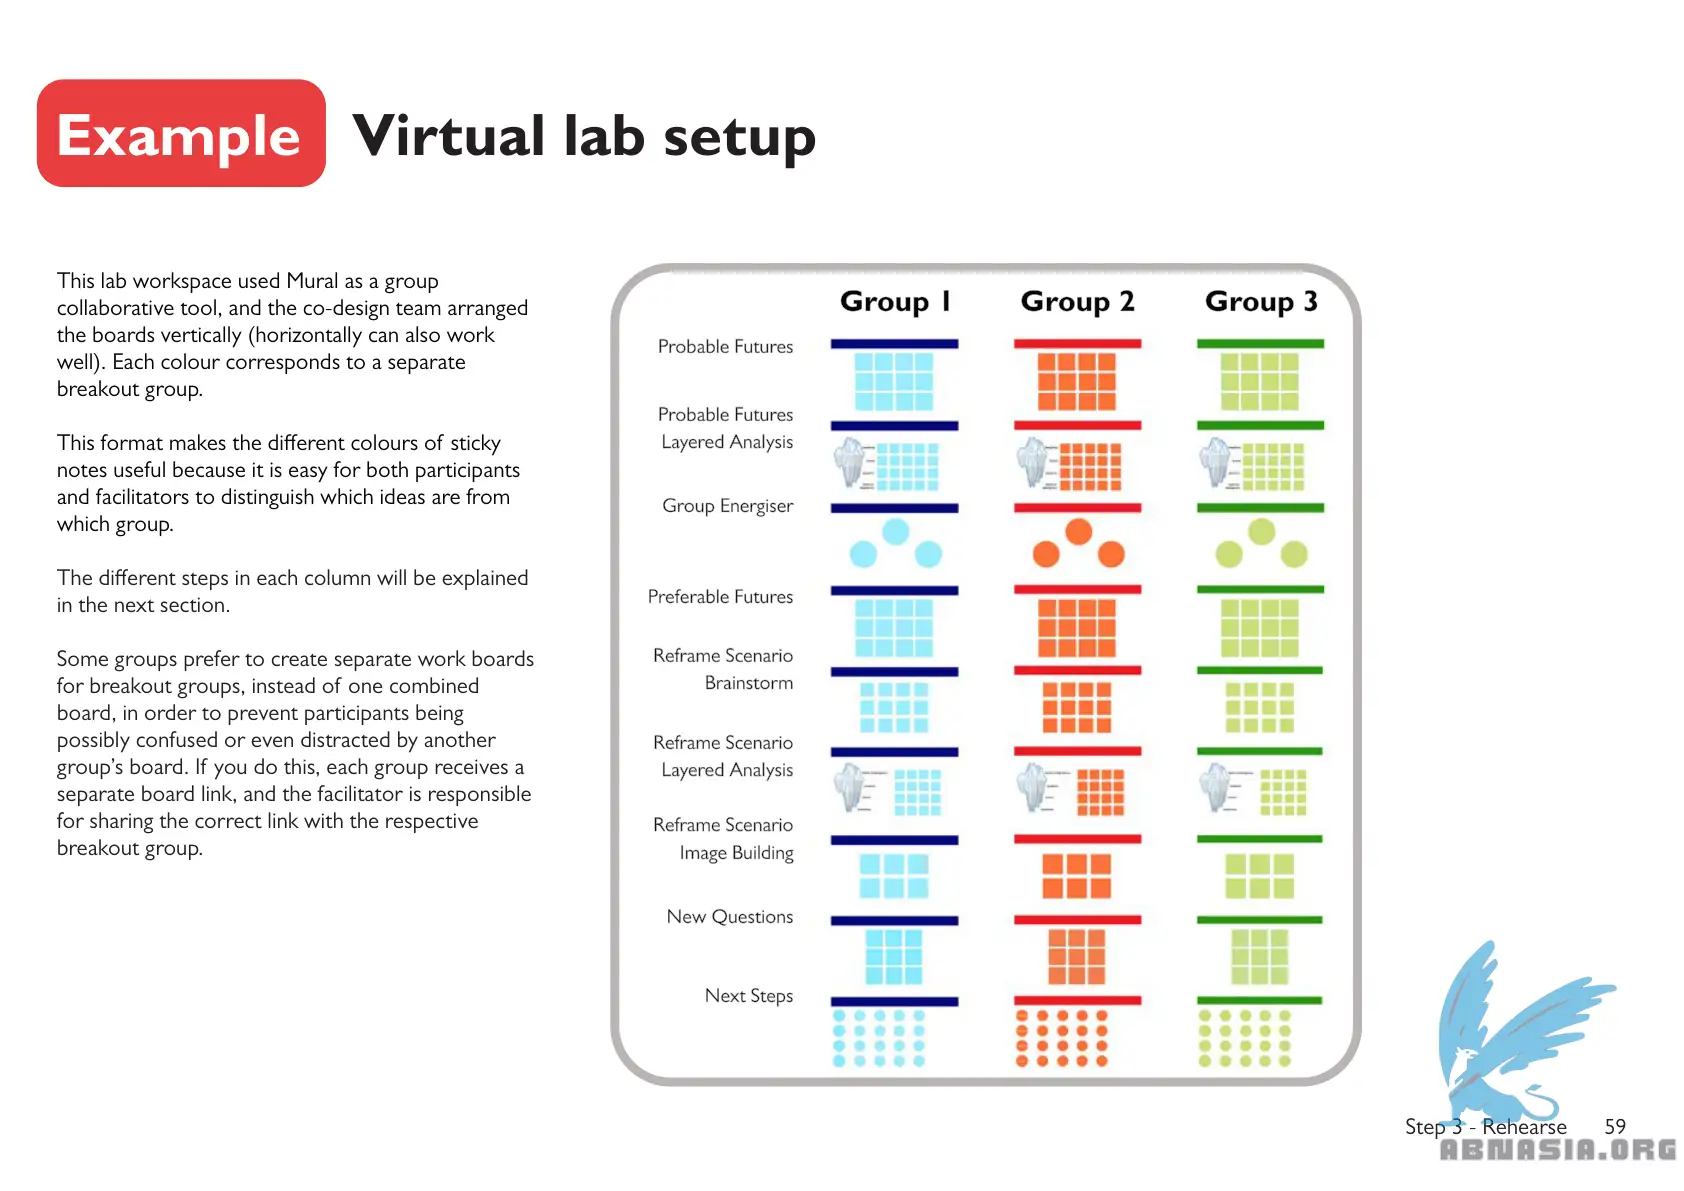 Example
Virtual lab setup
This lab workspace used Mural as a group
collaborative tool, and the co-design team arranged
the boards vertically (horizontally can also work
well). Each colour corresponds to a separate
breakout group.
This format makes the different colours of sticky
notes useful because it is easy for both participants
and facilitators to distinguish which ideas are from
which group.
The different steps in each column will be explained
in the next section.
Some groups prefer to create separate work boards
for breakout groups, instead of one combined
board, in order to prevent participants being
possibly confused or even distracted by another
group's board. If you do this, each group receives a
separate board link, and the facilitator is responsible
for sharing the correct link with the respective
breakout group.
Group 1 Group 2 Group 3
Probable Futures
Probable Futures
Layered Analysis
Group Energiser
Preferable Futures
Reframe Scenario
Brainstorm
Reframe Scenario
Layered Analysis
Reframe Scenario
Image Building
New Questions
Next Steps
Step 3 - Rehearse 59
ABNASIA.ORG